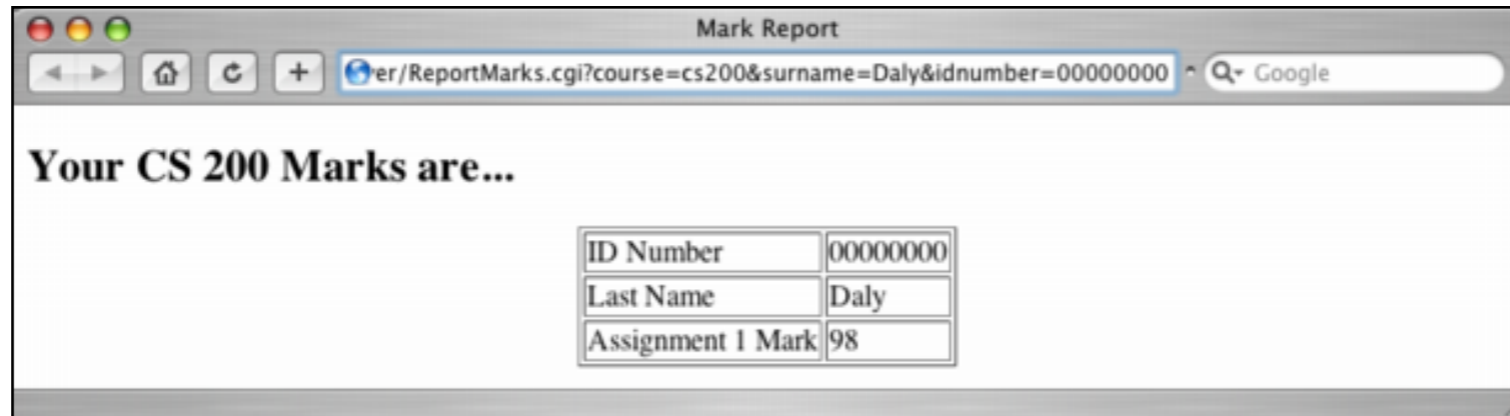 Mark Report
er/ReportMarks.cgi?course=cs200&surname=Daly&idnumber=00000000
Google
Your CS 200 Marks are...
ID Number 00000000
Last Name Daly
Assignment 1 Mark 98